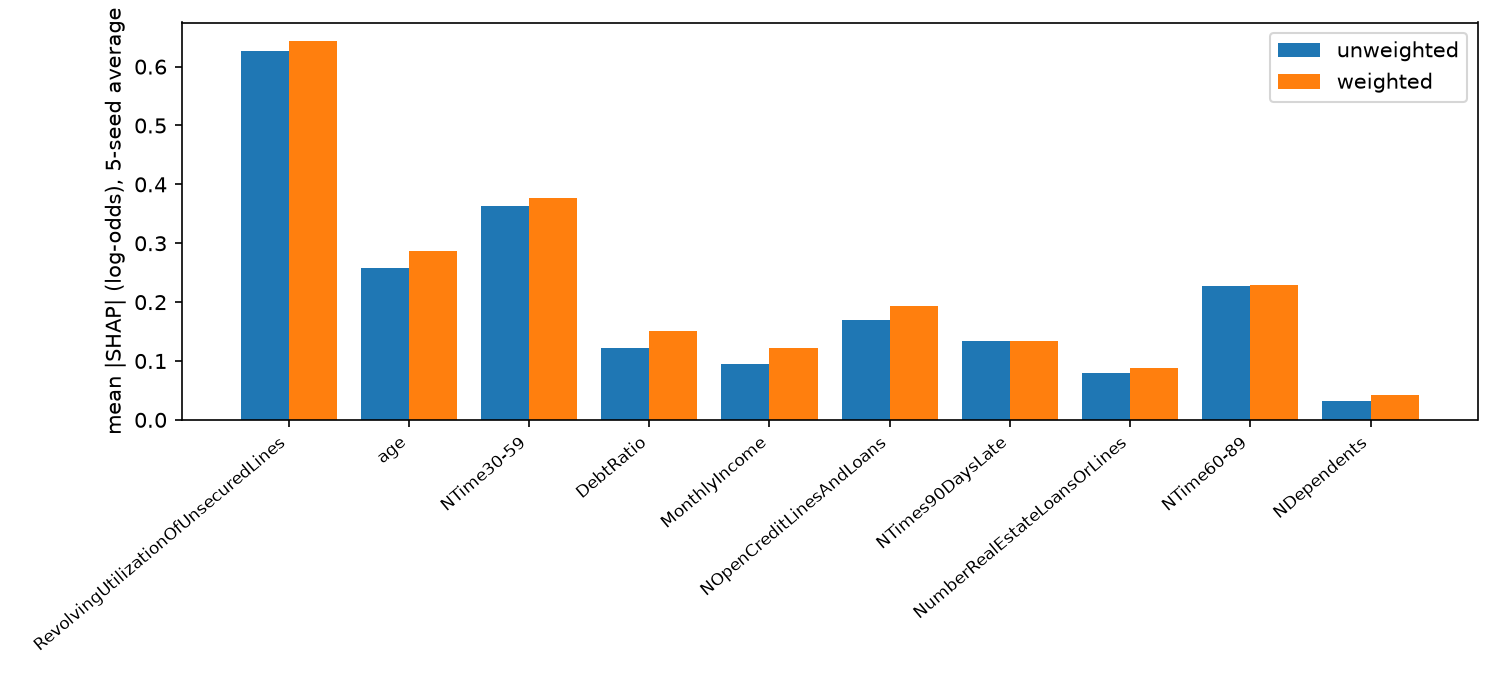 mean |SHAP| (log-odds), 5-seed average
0.6
0.5
0.4
0.3
0.2
0.1
0.0
unweighted
weighted
RevolvingUtilizationOfUnsecuredLines
age
NTime30-59
DebtRatio
MonthlyIncome
NOpenCreditLinesAndLoans
NTimes90DaysLate
NumberRealEstateLoansOrLines
NTime60-89
NDependents